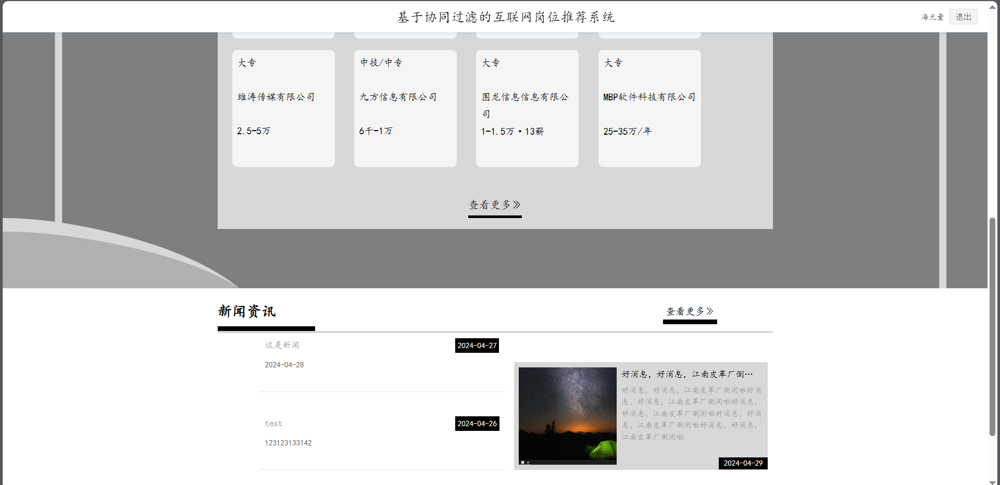 基于协同过滤的互联网岗位推荐系统
海无量
退出
大专
维涛传媒有限公司
2.5-5万
中技/中专
九方信息有限公司
6千-1万
大专
图龙信息信息有限公
司
1-1.5万·13薪
大专
MBP软件科技有限公司
25-35万/年
查看更多
新闻资讯
查看更多
这是新闻
2024-04-27
2024-04-28
test
2024-04-26
123123133142
好消息，好消息，江南皮革厂倒…
好消息，好消息，江南皮革厂倒闭啦好消
息，好消息，江南皮革厂倒闭啦好消息，
好消息，江南皮革厂倒闭啦好消息，好消
息，江南皮革厂倒闭啦好消息，好消息，
江南皮革厂倒闭啦
2024-04-29